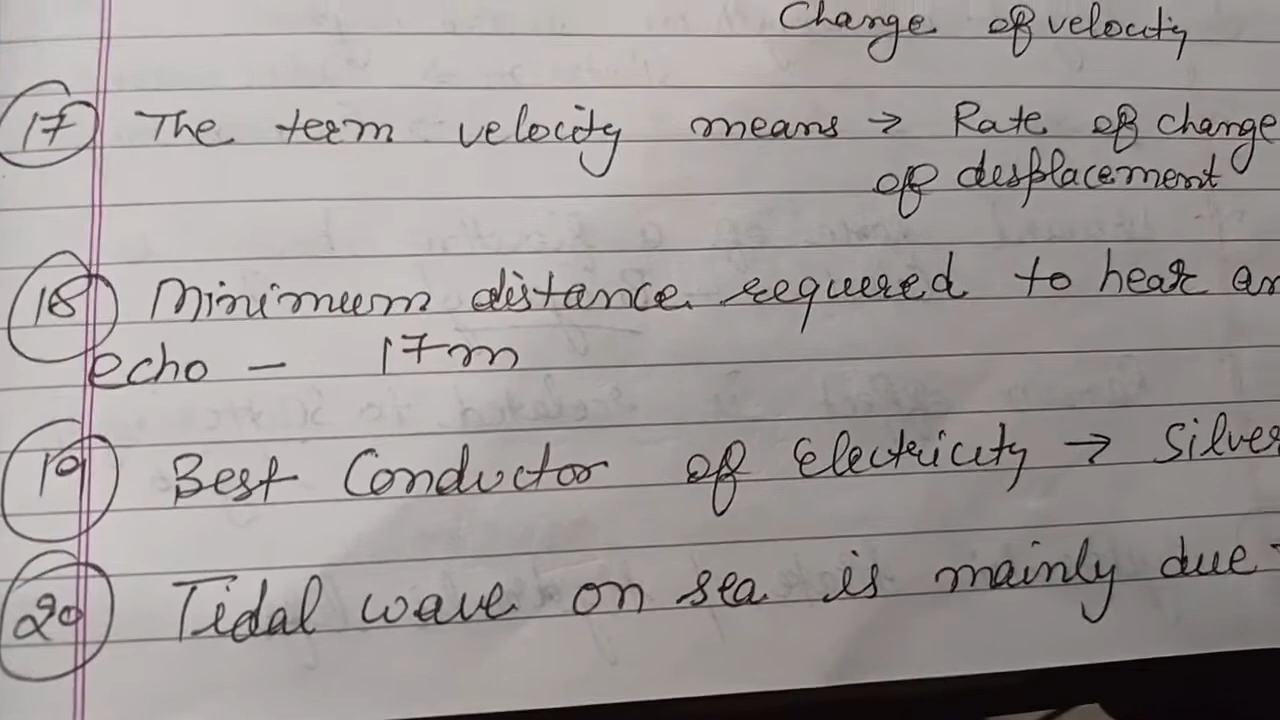 Change of velocity
17 The term velocity means → Rate of change
of desplacement
18 Minimum distance required to hear an
echo – 17m
19 Best Conductor of Electricity → Silver
20 Tidal wave on sea is mainly due